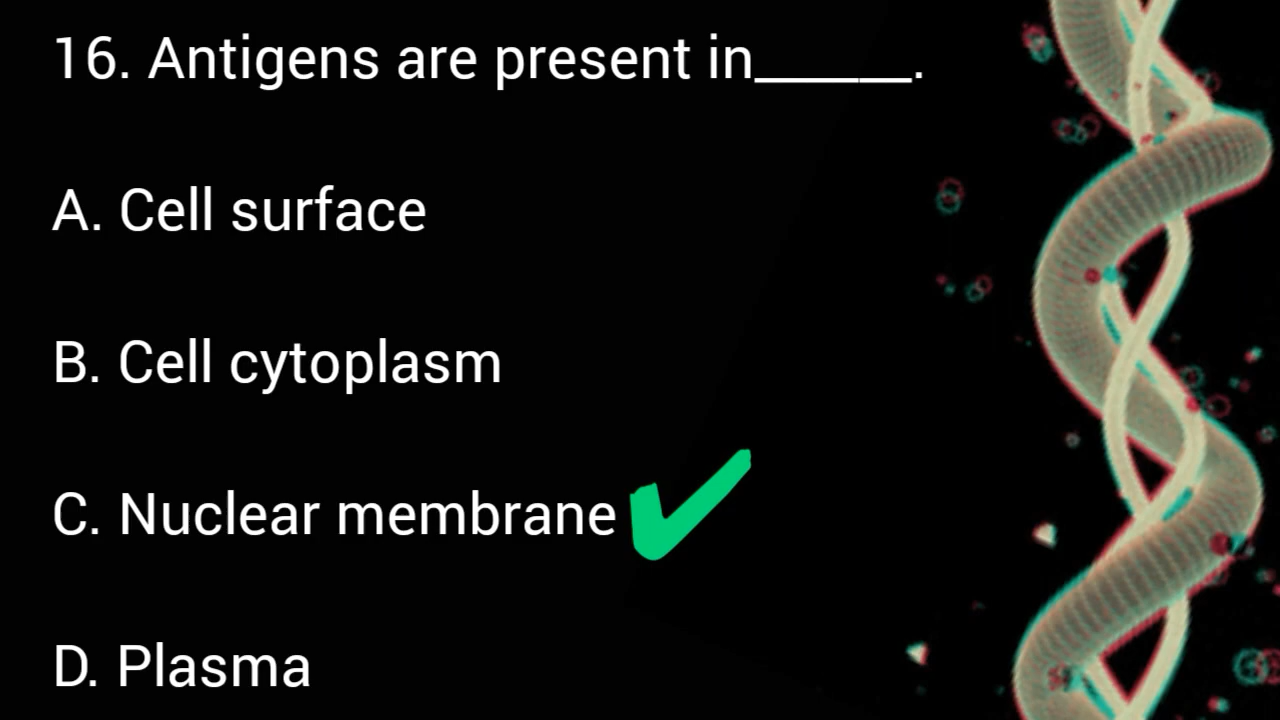 16. Antigens are present in______.
A. Cell surface
B. Cell cytoplasm
C. Nuclear membrane
D. Plasma